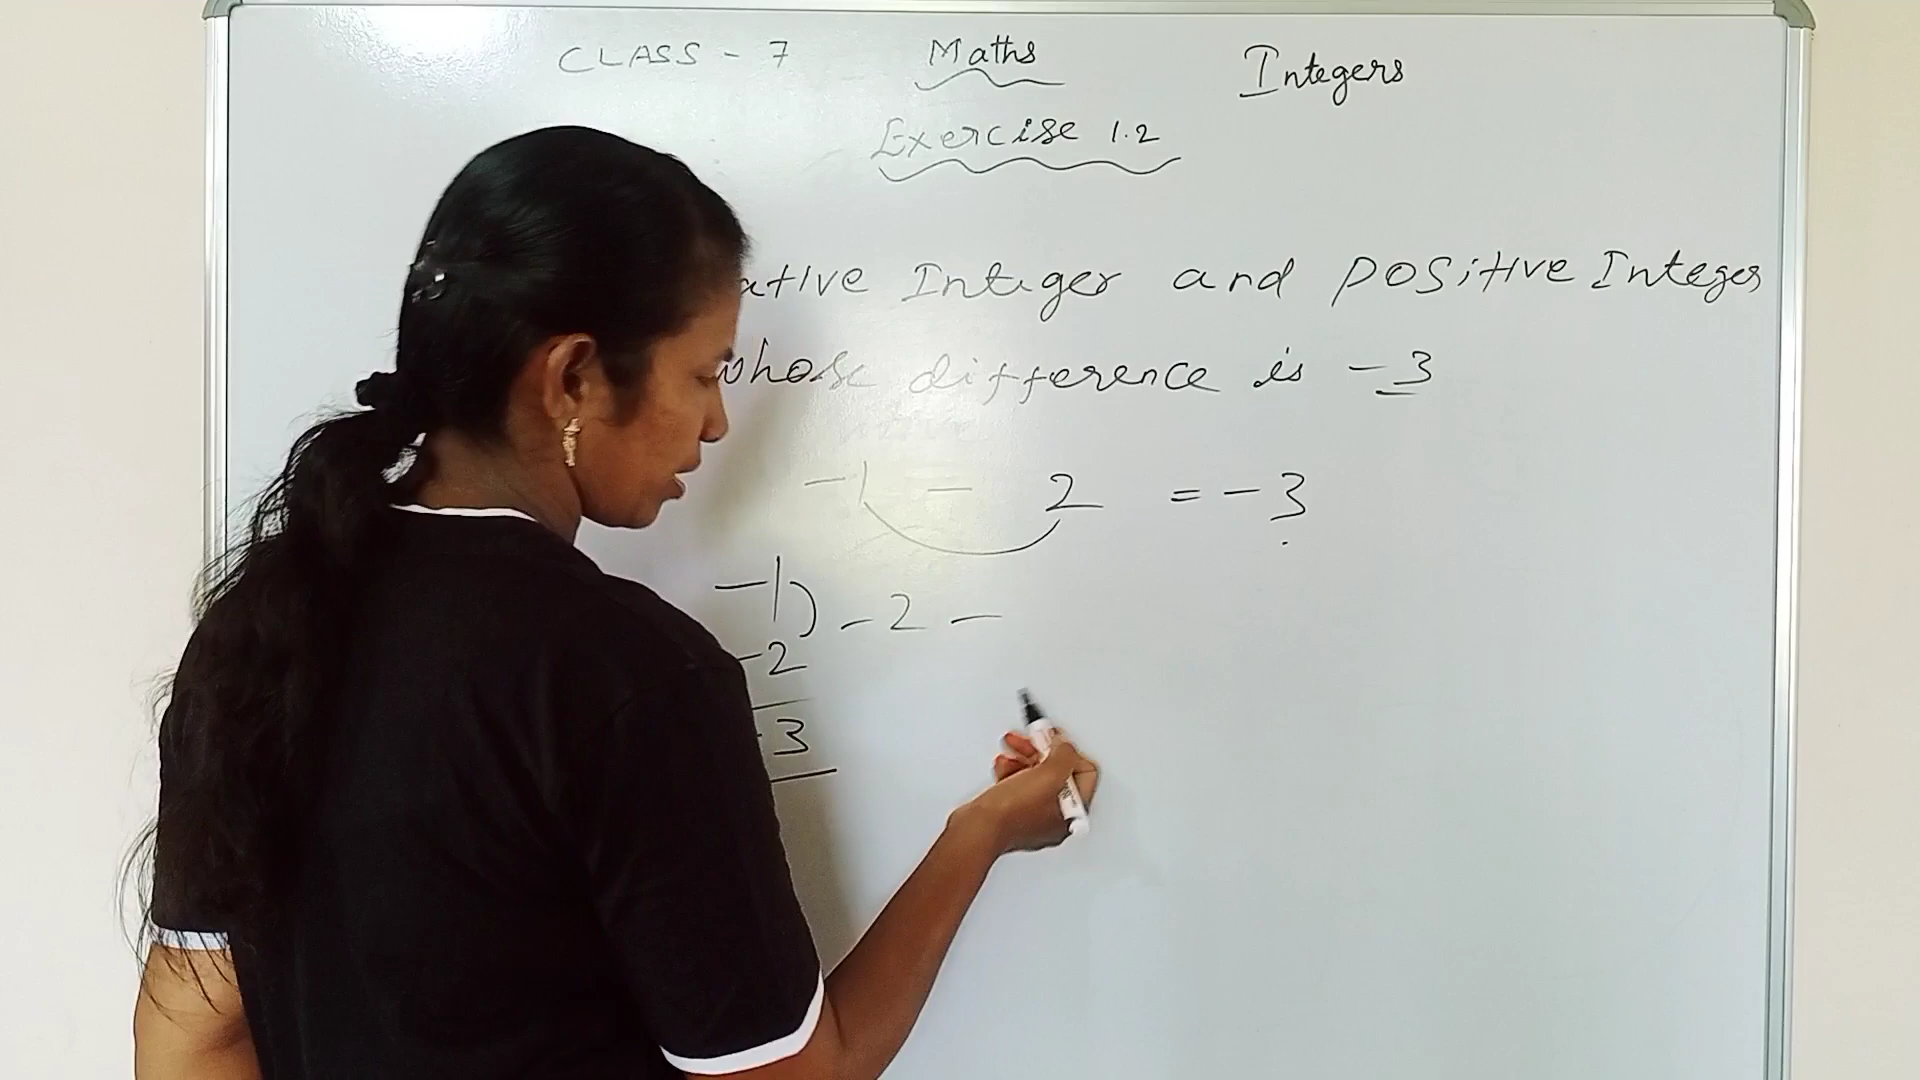 CLASS - 7 Maths Integers
Exercise 1.2
ative Integer and positive Integer
whose difference is -3
-1 - 2 = -3
-1) - 2 -
-2
3